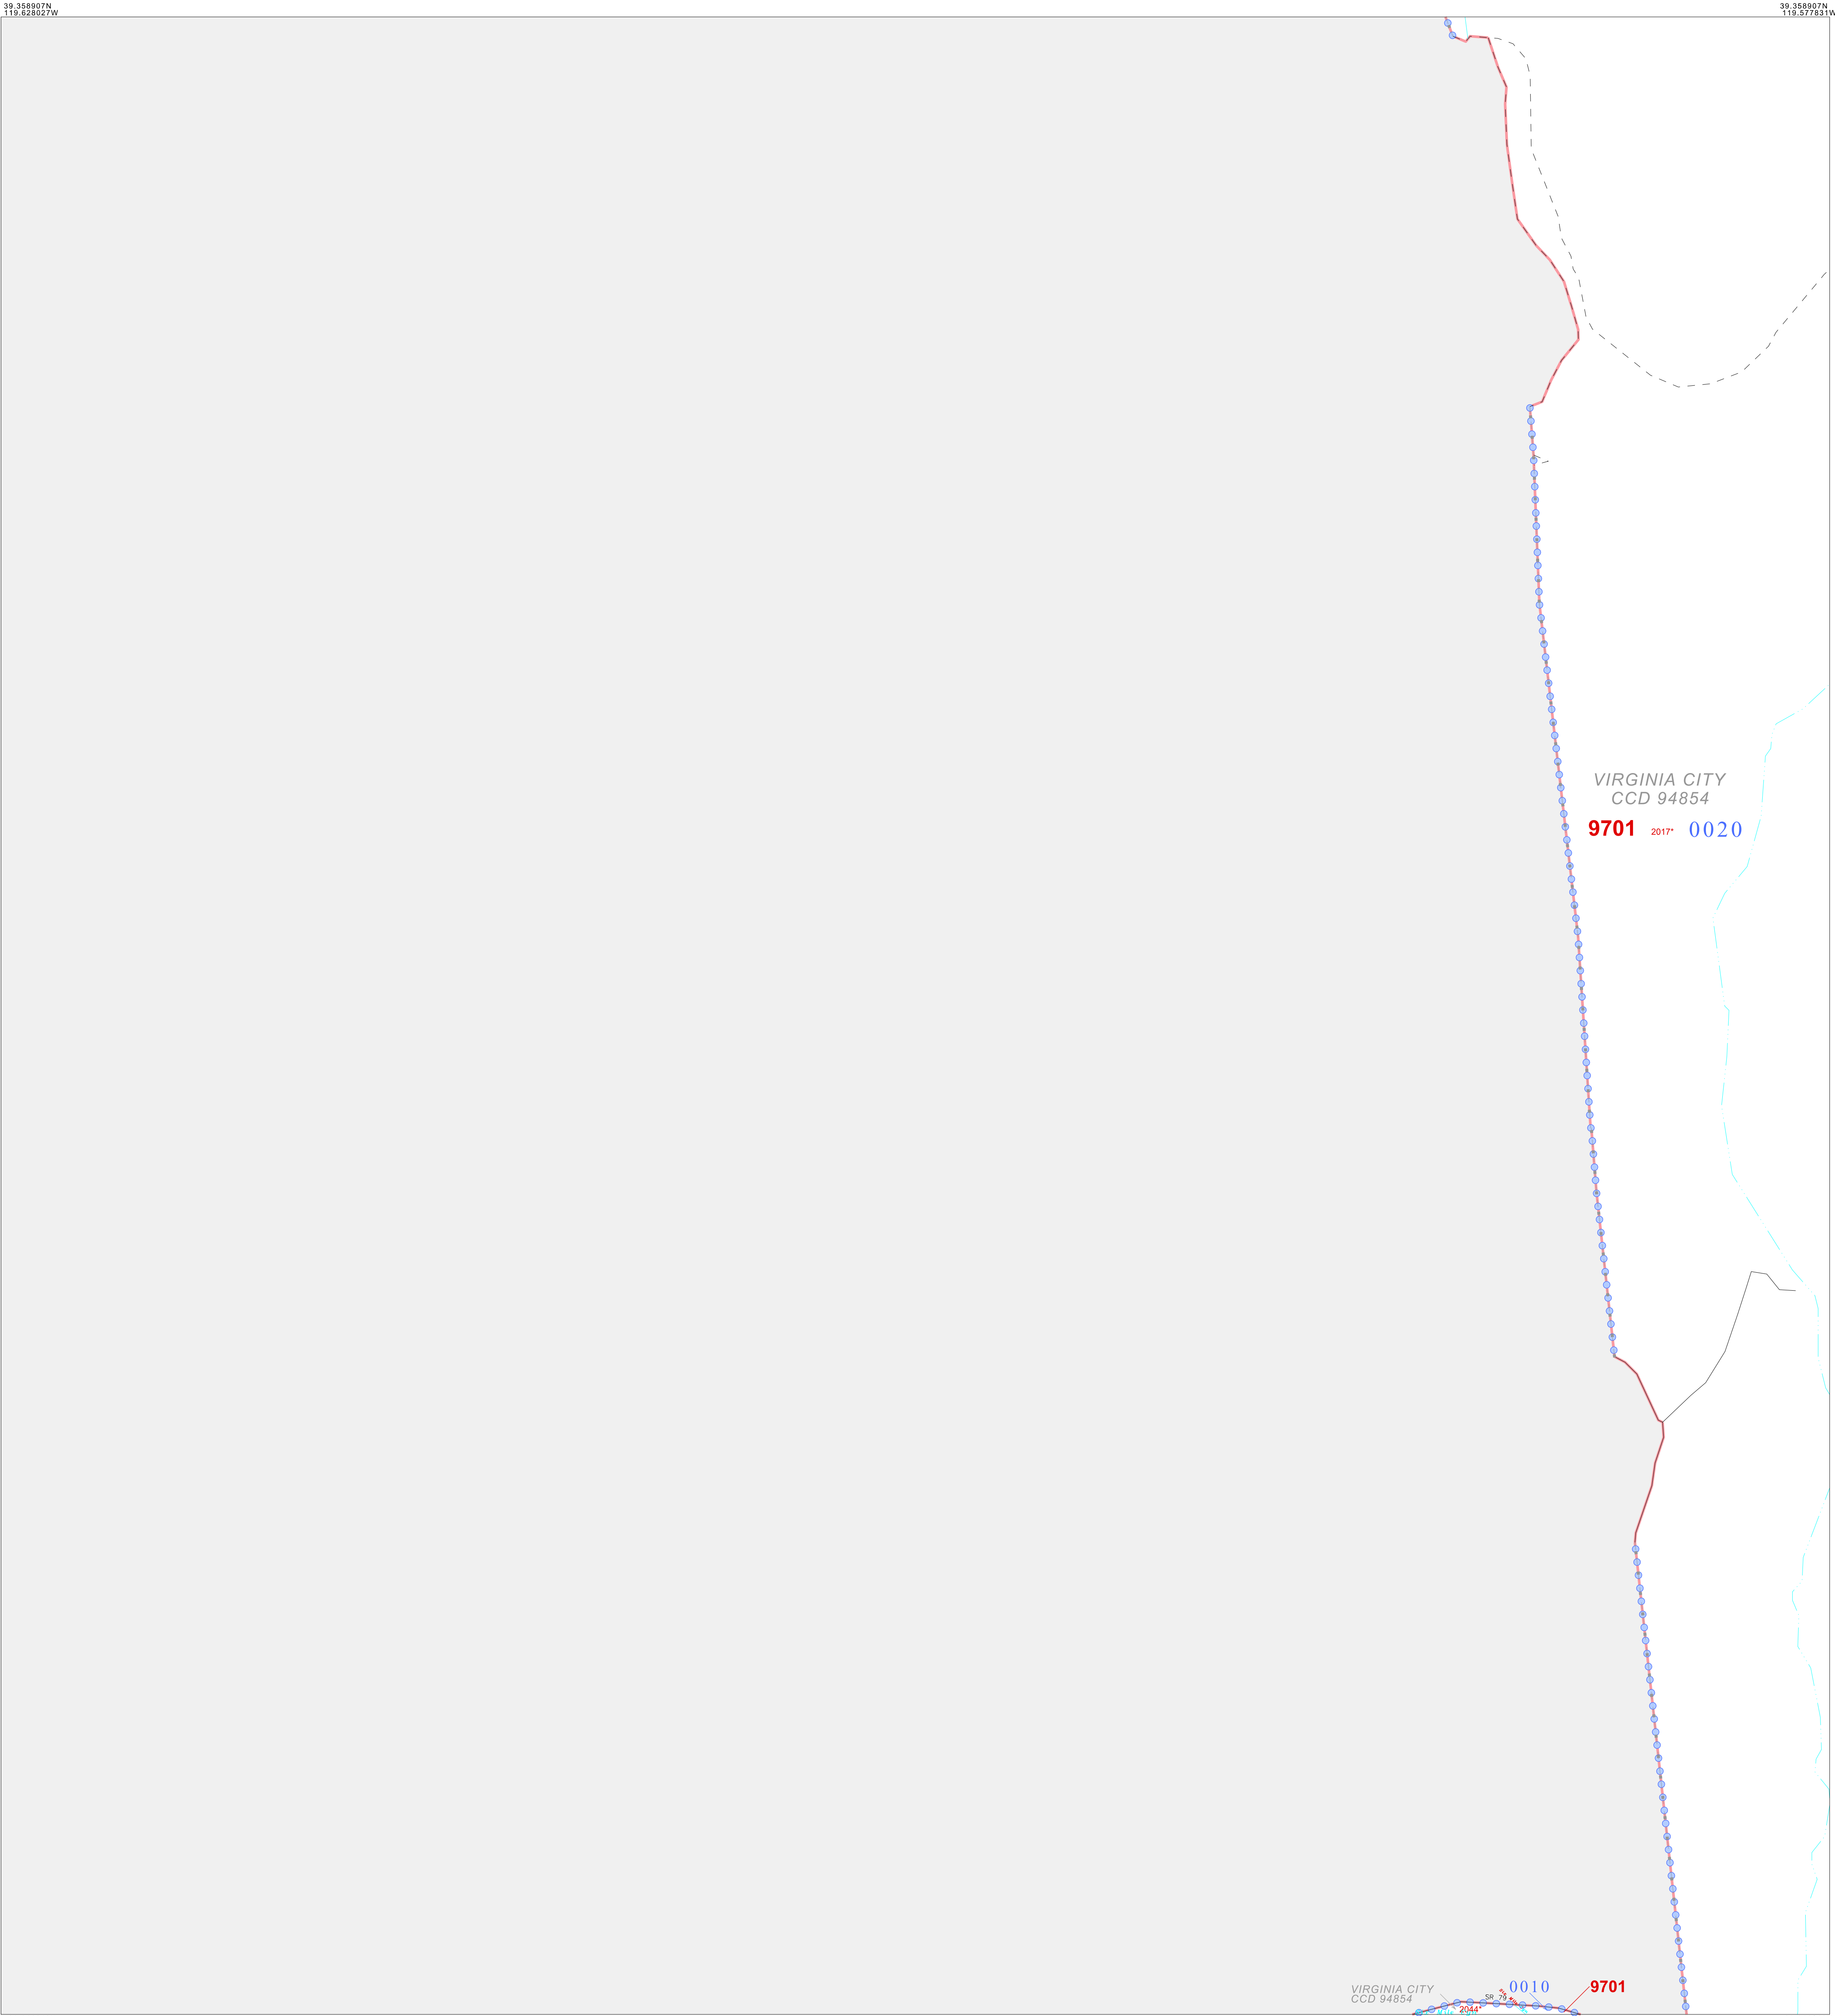 39.358907N
119.628027W
39.358907N
119.577831W
VIRGINIA CITY
CCD 94854
9701 2017* 0020
VIRGINIA CITY
CCD 94854
0010
9701
SR 79
2044*